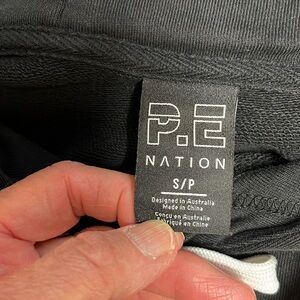 P.E
NATION
S/P
Designed in Australia
Made in China
Conçu en Australie
Fabriqué en Chine